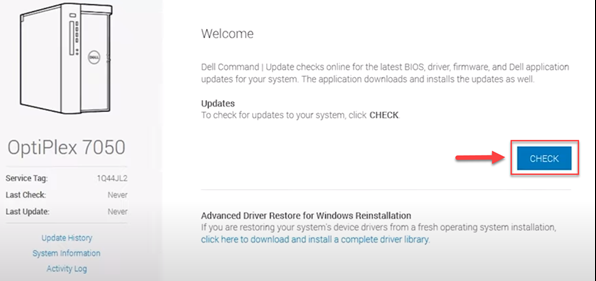 DELL
OptiPlex 7050
Service Tag: 1Q44JL2
Last Check: Never
Last Update: Never
Update History
System Information
Activity Log
Welcome
Dell Command | Update checks online for the latest BIOS, driver, firmware, and Dell application
updates for your system. The application downloads and installs the updates as well.
Updates
To check for updates to your system, click CHECK
CHECK
Advanced Driver Restore for Windows Reinstallation
If you are restoring your system's device drivers from a fresh operating system installation,
click here to download and install a complete driver library.